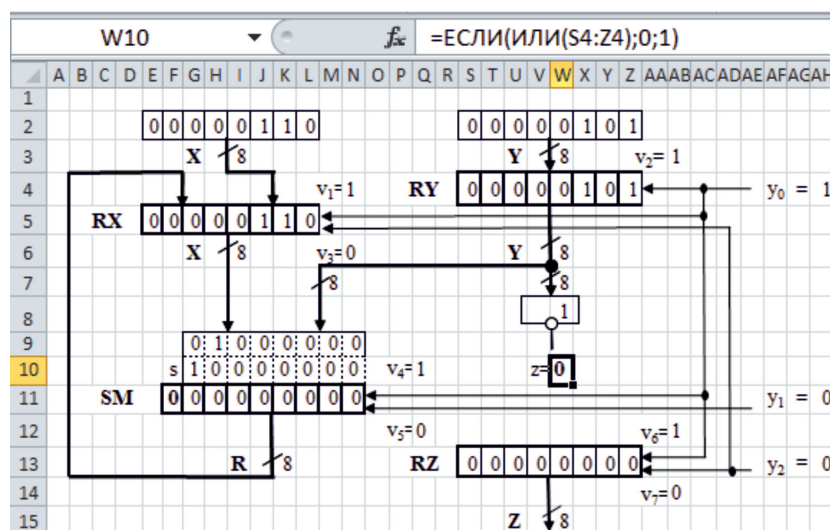 W10 fx =ЕСЛИ(ИЛИ(S4:Z4);0;1)
A B C D E F G H I J K L M N O P Q R S T U V W X Y Z AA AB AC AD AE AF AG AH
1
2 0 0 0 0 0 1 1 0 0 0 0 0 0 1 0 1
3 X 8 Y 8 v2= 1
4 v1=1 RY 0 0 0 0 0 1 0 1 y0 = 1
5 RX 0 0 0 0 0 1 1 0
6 X 8 v3=0 Y 8
7 8 8
8 1
9 0 1 0 0 0 0 0 0
10 s 1 0 0 0 0 0 0 0 v4=1 z= 0
11 SM 0 0 0 0 0 0 0 0 0 y1 = 0
12 v5=0 v6=1
13 R 8 RZ 0 0 0 0 0 0 0 0 y2 = 0
14 v7=0
15 Z 8